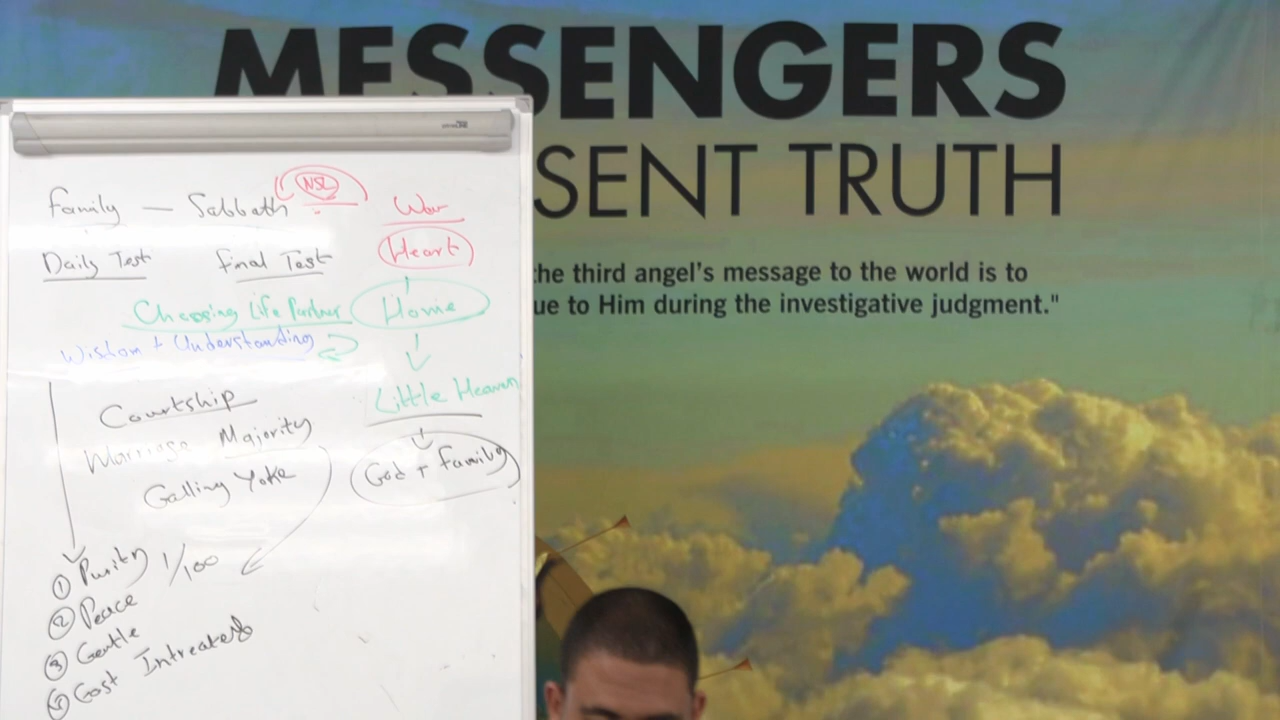 MESSENGERS
SENT TRUTH
the third angel's message to the world is to
ue to Him during the investigative judgment."
Family — Sabbath
NSL
War
Daily Test
Final Test
Heart
Choosing Life Partner
Home
Wisdom + Understanding
Little Heaven
Courtship
Marriage Majority
God + Family
Galling Yoke
① Purity 1/100
② Peace
③ Gentle
④ East Intreated